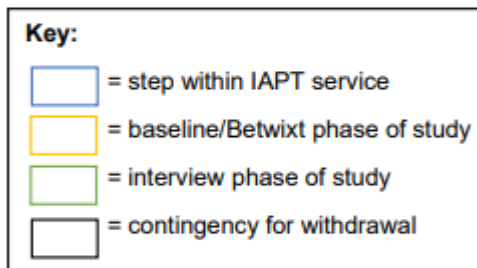 Key:
= step within IAPT service
= baseline/Betwixt phase of study
= interview phase of study
= contingency for withdrawal